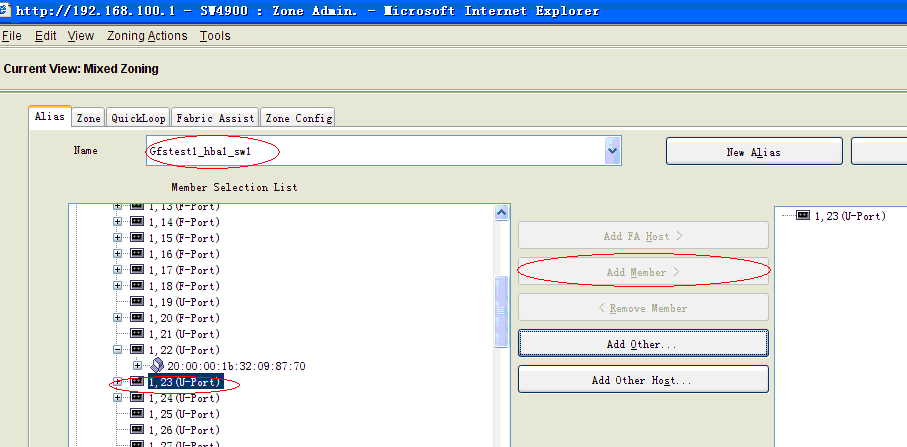 http://192.168.100.1 - SW4900 : Zone Admin. - Microsoft Internet Explorer
File Edit View Zoning Actions Tools
Current View: Mixed Zoning
Alias Zone QuickLoop Fabric Assist Zone Config
Name Gfstest1_hba1_sw1 New Alias
Member Selection List
1,13(F-Port)
1,14(F-Port)
1,15(F-Port)
1,16(F-Port)
1,17(F-Port)
1,18(F-Port)
1,19(U-Port)
1,20(F-Port)
1,21(U-Port)
1,22(U-Port)
20:00:00:1b:32:09:87:70
1,23(U-Port)
1,24(U-Port)
1,25(U-Port)
1,26(U-Port)
1,27(U-Port)
Add FA Host >
Add Member >
< Remove Member
Add Other...
Add Other Host...
1,23(U-Port)